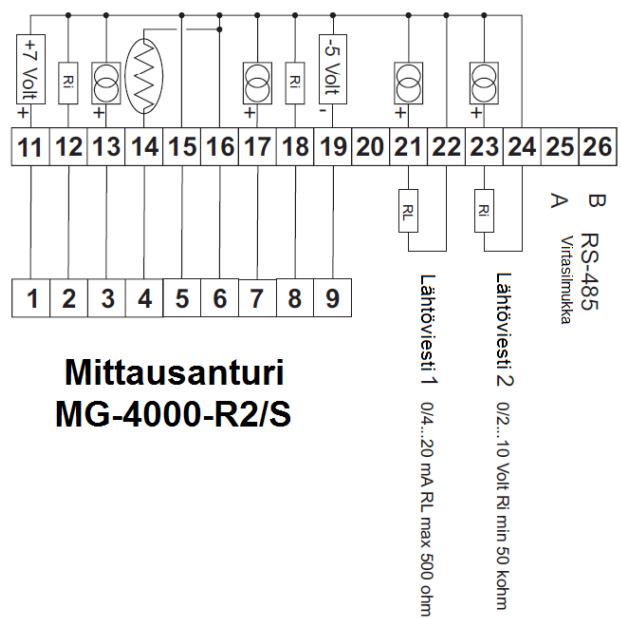 +7 Volt
Ri
Ri
-5 Volt
+
+
+
-
+
+
11 12 13 14 15 16 17 18 19 20 21 22 23 24 25 26
RL
Ri
A
B
RS-485
Virtasilmukka
1 2 3 4 5 6 7 8 9
Lähtöviesti 1 0/4...20 mA RL max 500 ohm
Lähtöviesti 2 0/2...10 Volt Ri min 50 kohm
Mittausanturi
MG-4000-R2/S